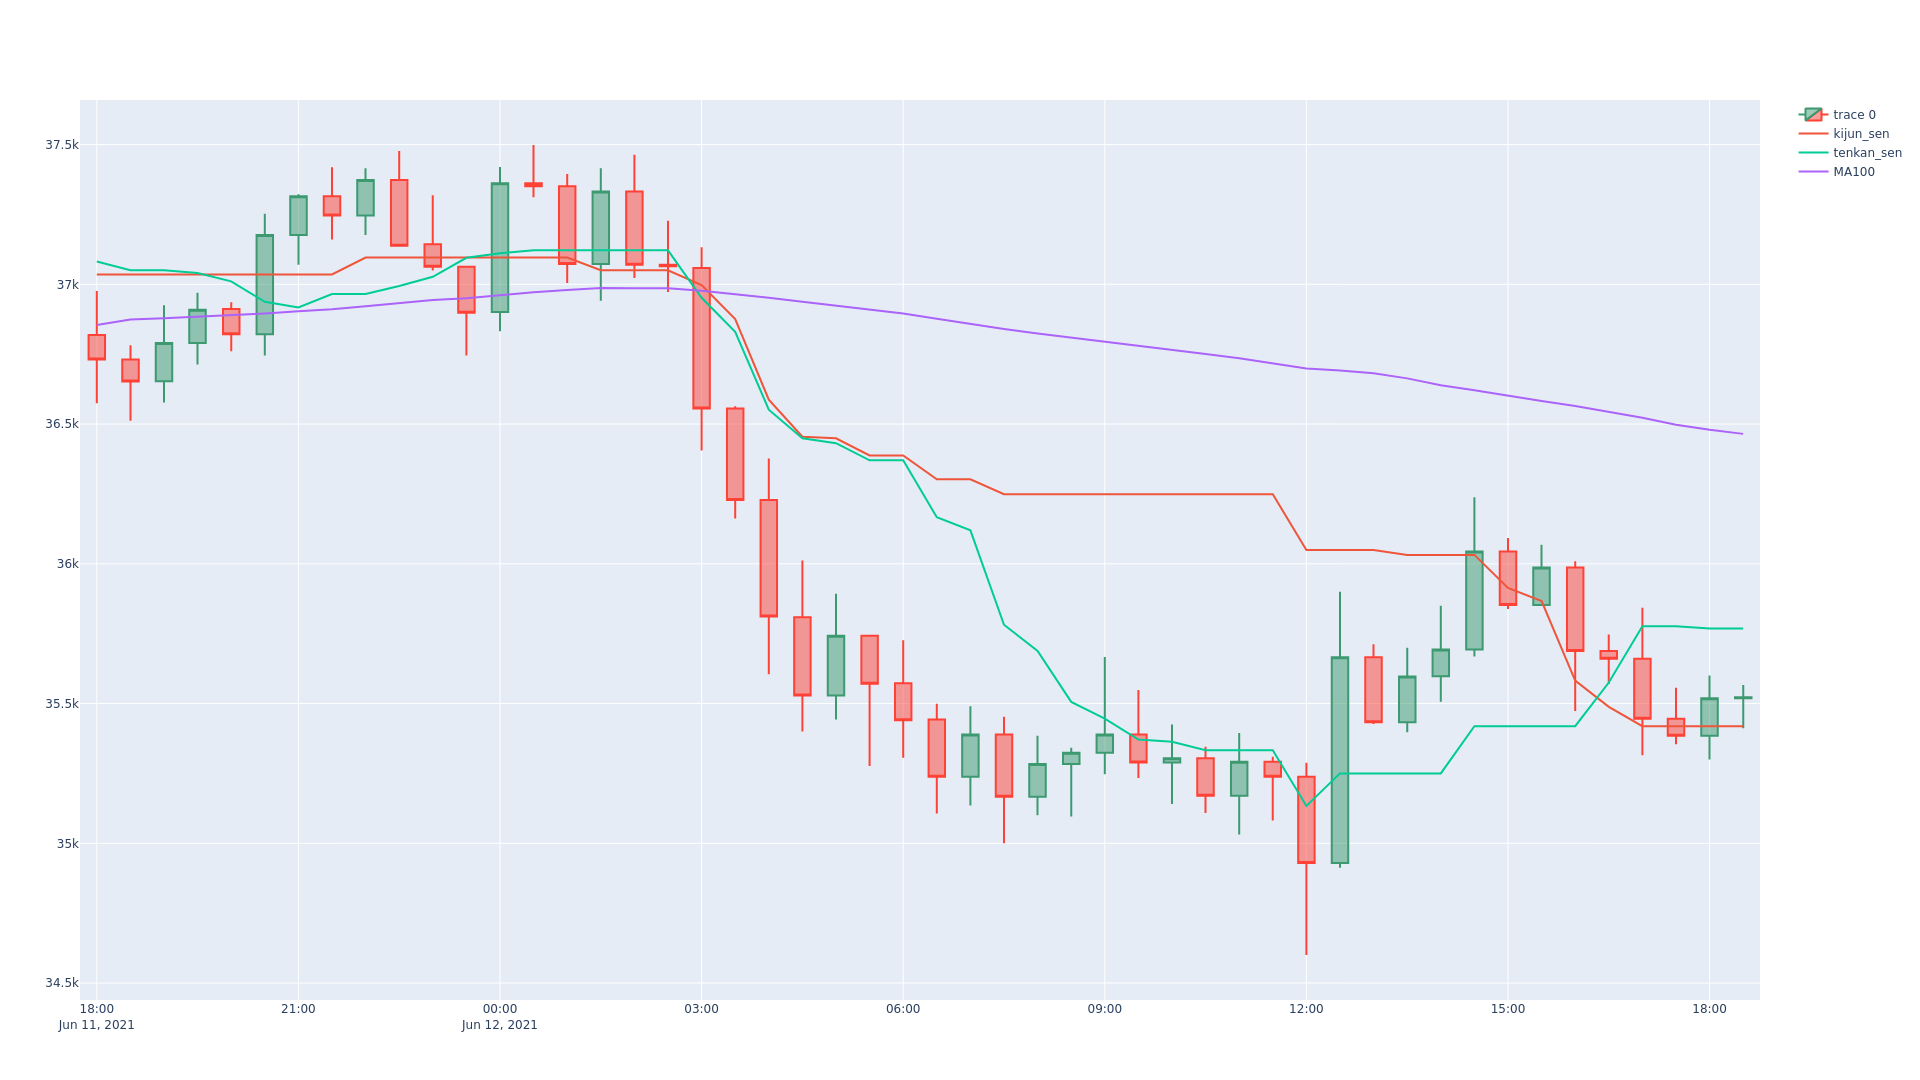 trace 0
kijun_sen
tenkan_sen
MA100
37.5k
37k
36.5k
36k
35.5k
35k
34.5k
18:00 21:00 00:00 03:00 06:00 09:00 12:00 15:00 18:00
Jun 11, 2021 Jun 12, 2021